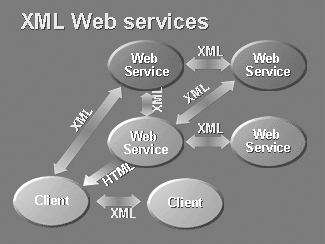 XML Web services
Web
Service
XML
Web
Service
XML
XML
XML
Web
Service
XML
Web
Service
HTML
Client
XML
Client